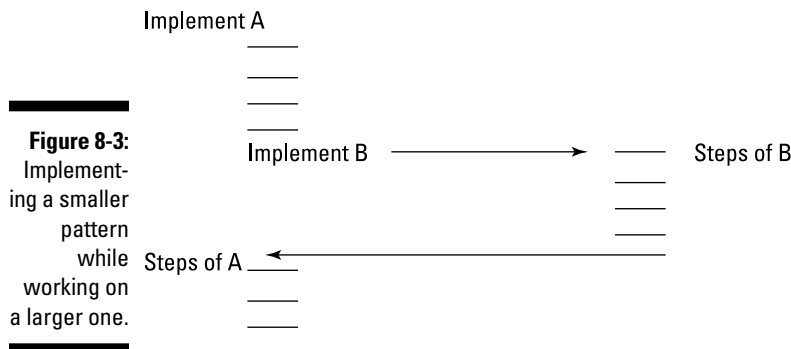 Implement A
Figure 8-3:
Implement-
ing a smaller
pattern
while
working on
a larger one.
Implement B
Steps of B
Steps of A